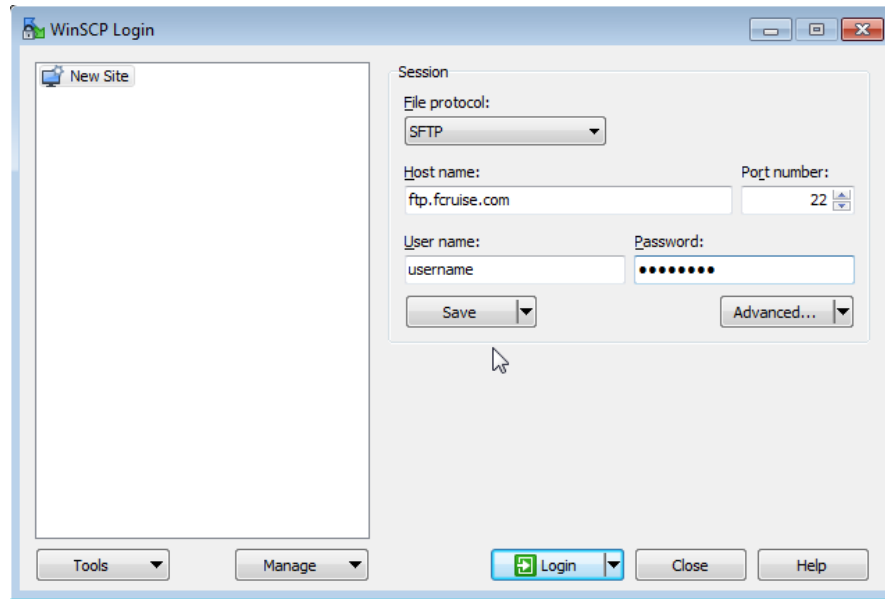 WinSCP Login
New Site
Session
File protocol:
SFTP
Host name:
Port number:
ftp.fcruise.com
22
User name:
Password:
username
••••••••
Save
Advanced...
Tools
Manage
Login
Close
Help